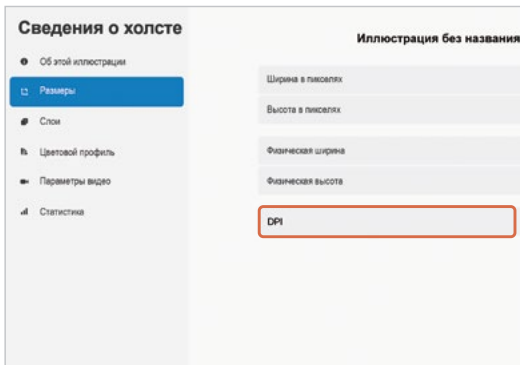 Сведения о холсте
Об этой иллюстрации
Размеры
Слои
Цветовой профиль
Параметры видео
Статистика
Иллюстрация без названия
Ширина в пикселях
Высота в пикселях
Физическая ширина
Физическая высота
DPI